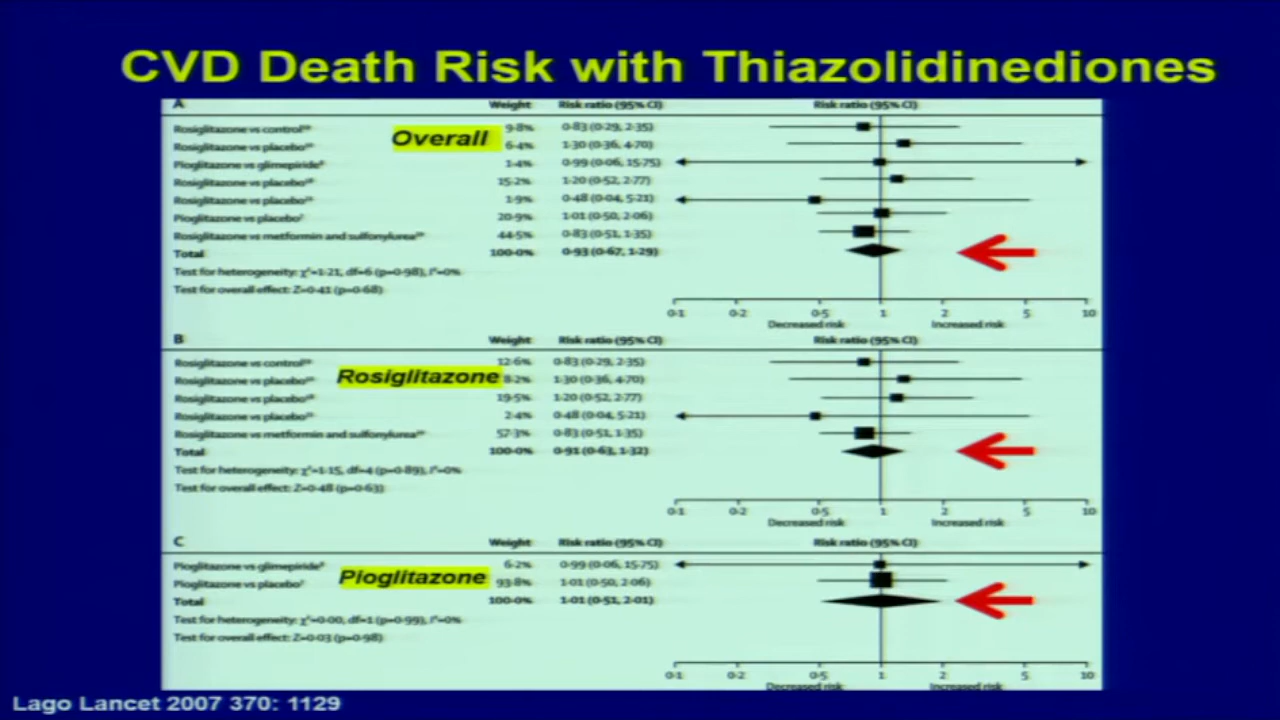 CVD Death Risk with Thiazolidinediones
A Weight Risk ratio (95% CI) Risk ratio (95% CI)
Rosiglitazone vs control 9·8% 0·83 (0·29, 2·35)
Overall
Rosiglitazone vs placebo 6·4% 1·30 (0·36, 4·70)
Pioglitazone vs glimepiride 1·4% 0·99 (0·06, 15·75)
Rosiglitazone vs placebo 15·2% 1·20 (0·52, 2·77)
Rosiglitazone vs placebo 1·9% 0·48 (0·04, 5·21)
Pioglitazone vs placebo 20·9% 1·01 (0·50, 2·06)
Rosiglitazone vs metformin and sulfonylurea 44·5% 0·83 (0·51, 1·35)
Total 100·0% 0·93 (0·67, 1·29)
Test for heterogeneity: χ²=1·21, df=6 (p=0·98), I²=0%
Test for overall effect: Z=0·41 (p=0·68)
0·1 0·2 0·5 1 2 5 10
Decreased risk Increased risk
B Weight Risk ratio (95% CI) Risk ratio (95% CI)
Rosiglitazone vs control 12·6% 0·83 (0·29, 2·35)
Rosiglitazone
Rosiglitazone vs placebo 8·2% 1·30 (0·36, 4·70)
Rosiglitazone vs placebo 19·5% 1·20 (0·52, 2·77)
Rosiglitazone vs placebo 2·4% 0·48 (0·04, 5·21)
Rosiglitazone vs metformin and sulfonylurea 57·3% 0·83 (0·51, 1·35)
Total 100·0% 0·91 (0·63, 1·32)
Test for heterogeneity: χ²=1·15, df=4 (p=0·89), I²=0%
Test for overall effect: Z=0·48 (p=0·63)
0·1 0·2 0·5 1 2 5 10
Decreased risk Increased risk
C Weight Risk ratio (95% CI) Risk ratio (95% CI)
Pioglitazone vs glimepiride 6·2% 0·99 (0·06, 15·75)
Pioglitazone
Pioglitazone vs placebo 93·8% 1·01 (0·50, 2·06)
Total 100·0% 1·01 (0·51, 2·01)
Test for heterogeneity: χ²=0·00, df=1 (p=0·99), I²=0%
Test for overall effect: Z=0·03 (p=0·98)
0·1 0·2 0·5 1 2 5 10
Decreased risk Increased risk
Lago Lancet 2007 370: 1129